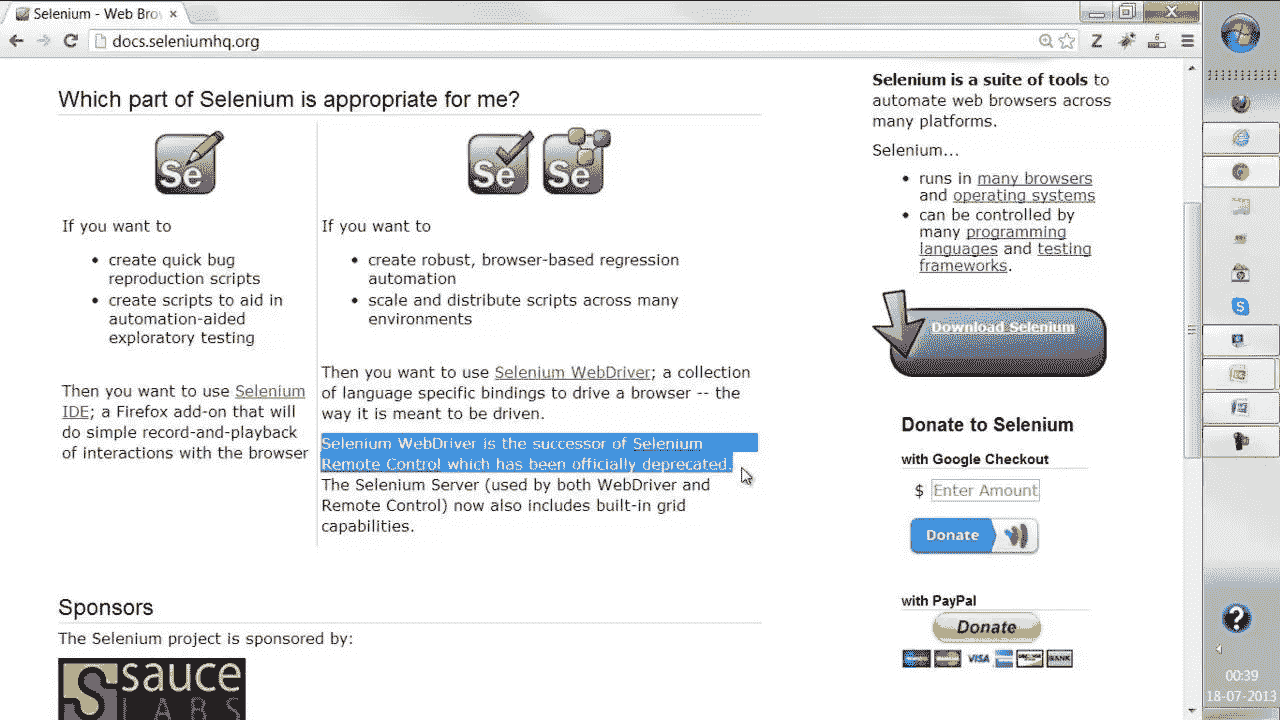 Selenium - Web Bro
docs.seleniumhq.org
Which part of Selenium is appropriate for me?
Se
If you want to
create quick bug
reproduction scripts
create scripts to aid in
automation-aided
exploratory testing
Then you want to use Selenium
IDE; a Firefox add-on that will
do simple record-and-playback
of interactions with the browser
Se Se
If you want to
create robust, browser-based regression
automation
scale and distribute scripts across many
environments
Then you want to use Selenium WebDriver; a collection
of language specific bindings to drive a browser -- the
way it is meant to be driven.
Selenium WebDriver is the successor of Selenium
Remote Control which has been officially deprecated.
The Selenium Server (used by both WebDriver and
Remote Control) now also includes built-in grid
capabilities.
Sponsors
The Selenium project is sponsored by:
S sauce
LABS
Selenium is a suite of tools to
automate web browsers across
many platforms.
Selenium...
runs in many browsers
and operating systems
can be controlled by
many programming
languages and testing
frameworks.
Download Selenium
Donate to Selenium
with Google Checkout
$ Enter Amount
Donate
with PayPal
Donate
VISA BANK
Z
S
?
00:39
18-07-2013